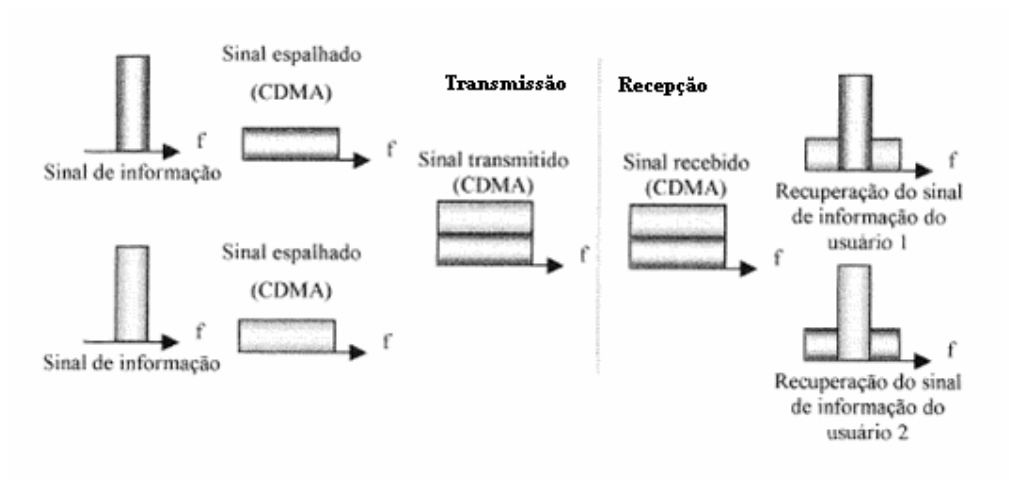 Sinal espalhado
(CDMA)
f
Sinal de informação
f
Transmissão
Sinal transmitido
(CDMA)
f
Recepção
Sinal recebido
(CDMA)
f
f
Recuperação do sinal
de informação do
usuário 1
Sinal espalhado
(CDMA)
f
Sinal de informação
f
f
Recuperação do sinal
de informação do
usuário 2